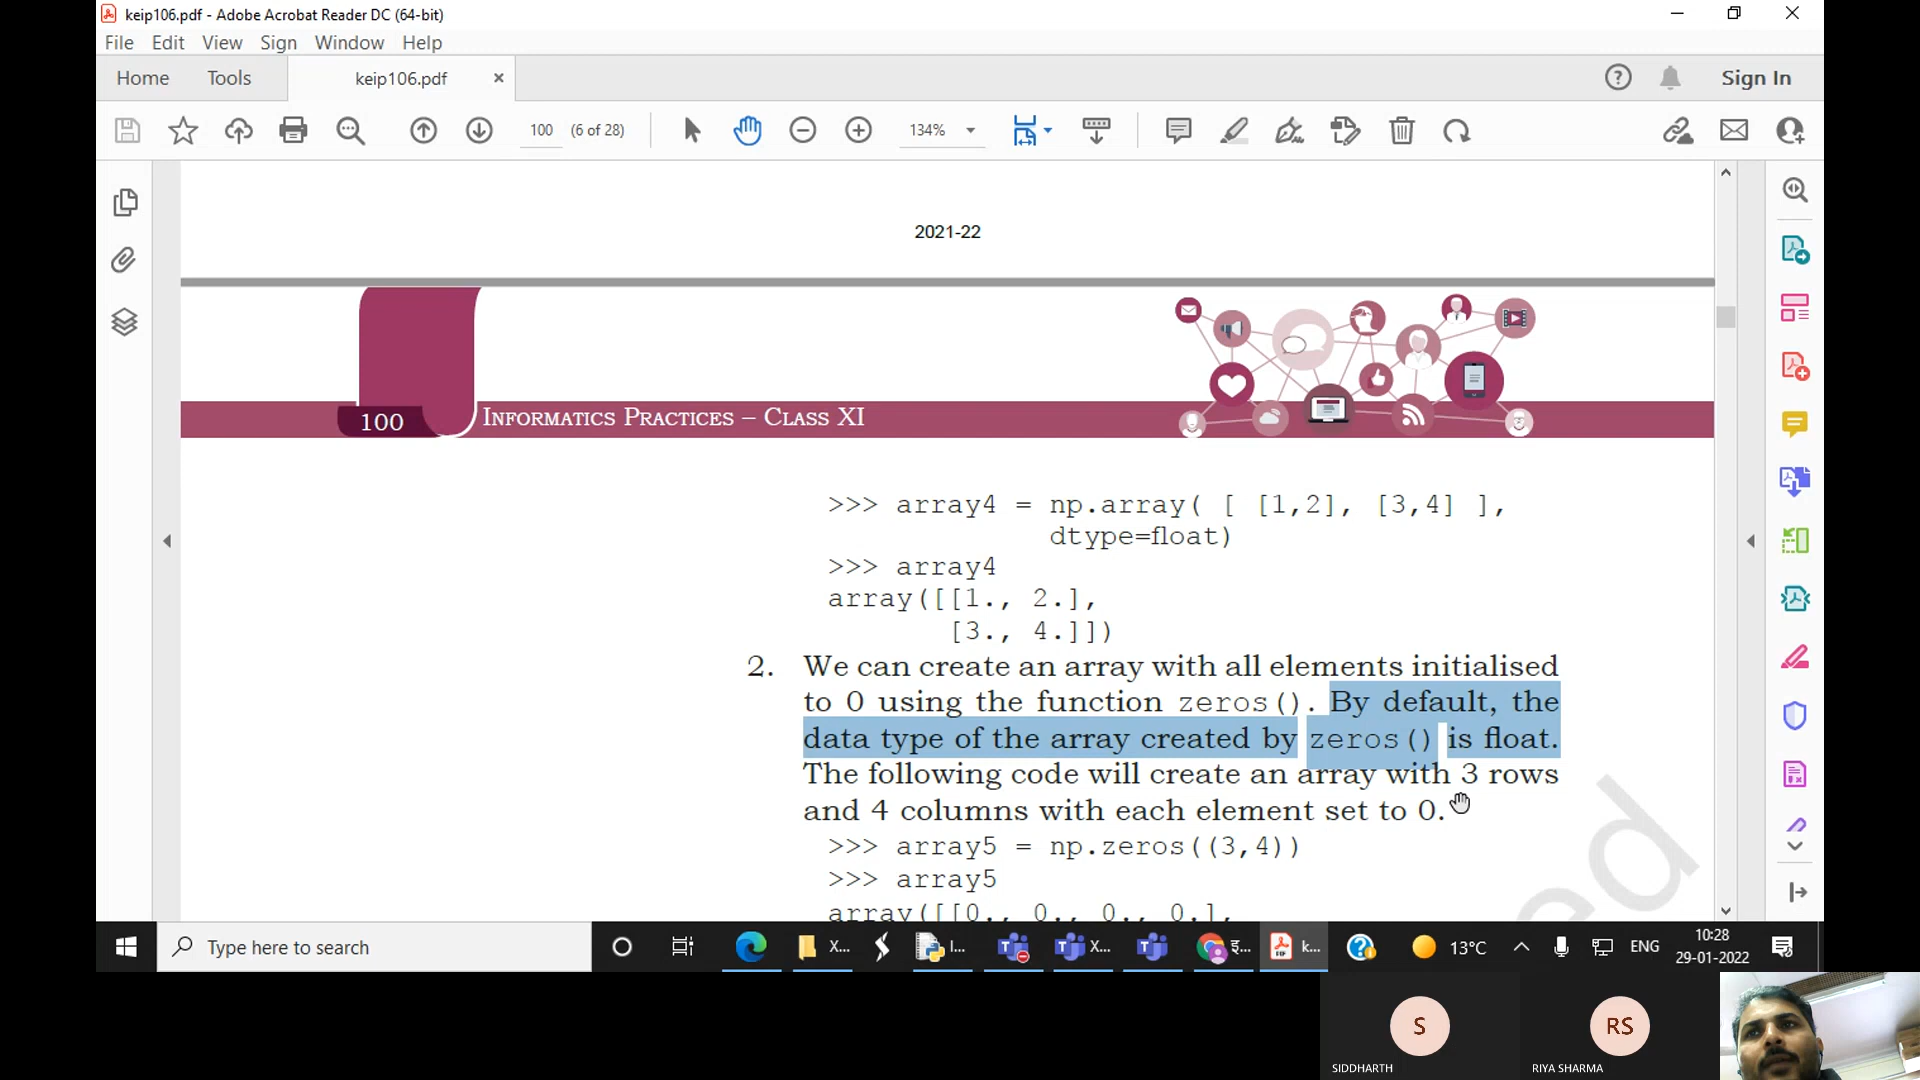 keip106.pdf - Adobe Acrobat Reader DC (64-bit)
File Edit View Sign Window Help
Home Tools keip106.pdf Sign In
100 (6 of 28) 134%
2021-22
100 INFORMATICS PRACTICES – CLASS XI
>>> array4 = np.array( [ [1,2], [3,4] ],
dtype=float)
>>> array4
array([[1., 2.],
[3., 4.]])
2. We can create an array with all elements initialised
to 0 using the function zeros(). By default, the
data type of the array created by zeros() is float.
The following code will create an array with 3 rows
and 4 columns with each element set to 0.
>>> array5 = np.zeros((3,4))
>>> array5
array([[0., 0., 0., 0.],
ed
Type here to search
X...
I...
X...
इ...
k...
13°C
ENG
10:28
29-01-2022
S
SIDDHARTH
RS
RIYA SHARMA